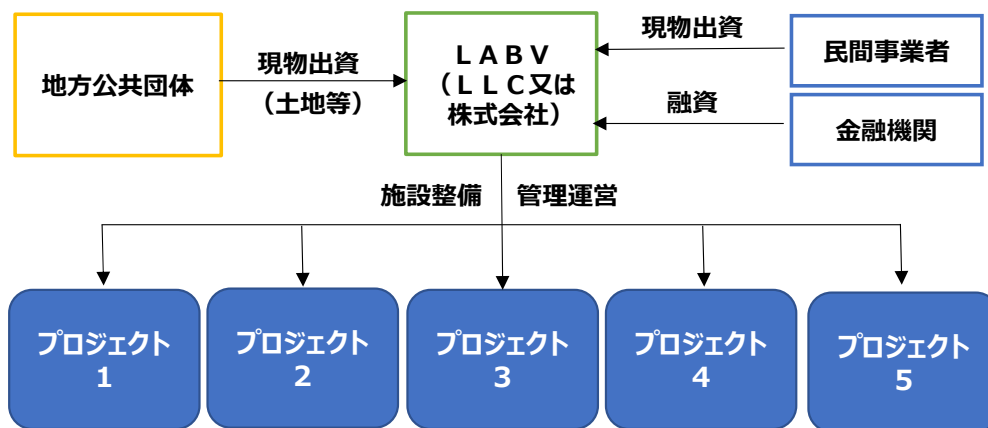 地方公共団体
現物出資
（土地等）
ＬＡＢＶ
（ＬＬＣ又は
株式会社）
現物出資
民間事業者
融資
金融機関
施設整備
管理運営
プロジェクト
1
プロジェクト
2
プロジェクト
3
プロジェクト
4
プロジェクト
5